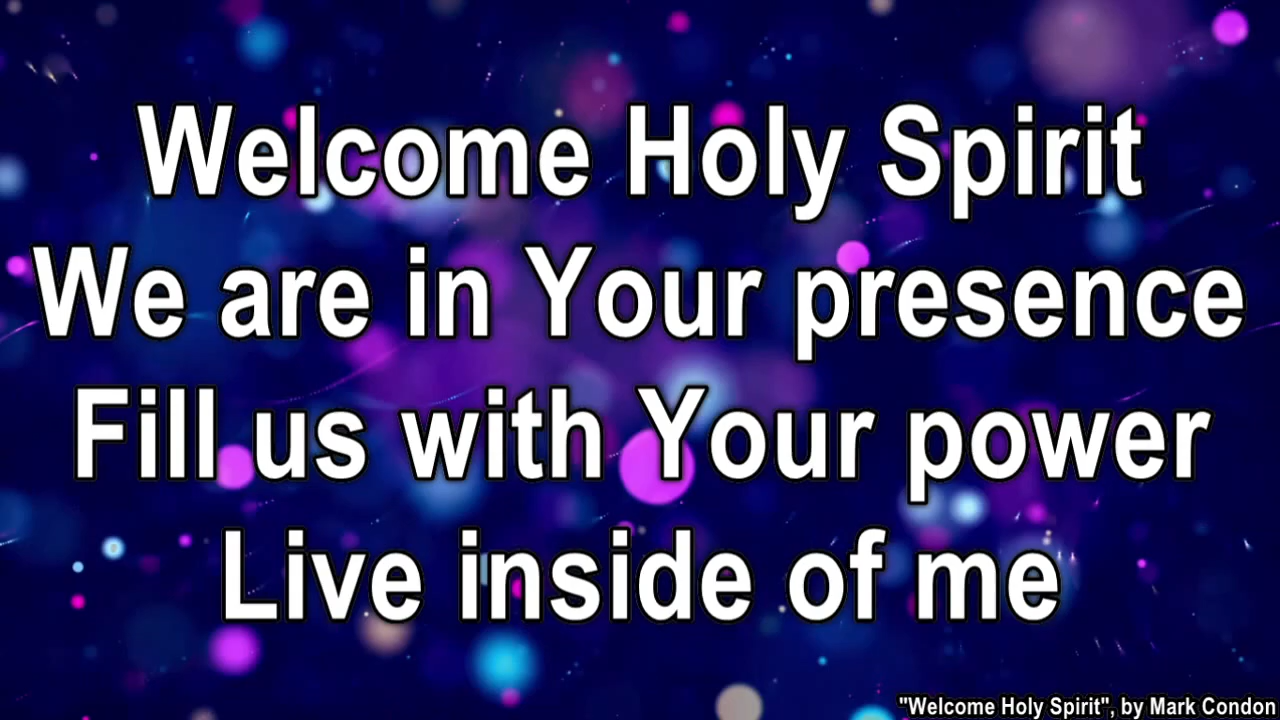 Welcome Holy Spirit
We are in Your presence
Fill us with Your power
Live inside of me
"Welcome Holy Spirit", by Mark Condon